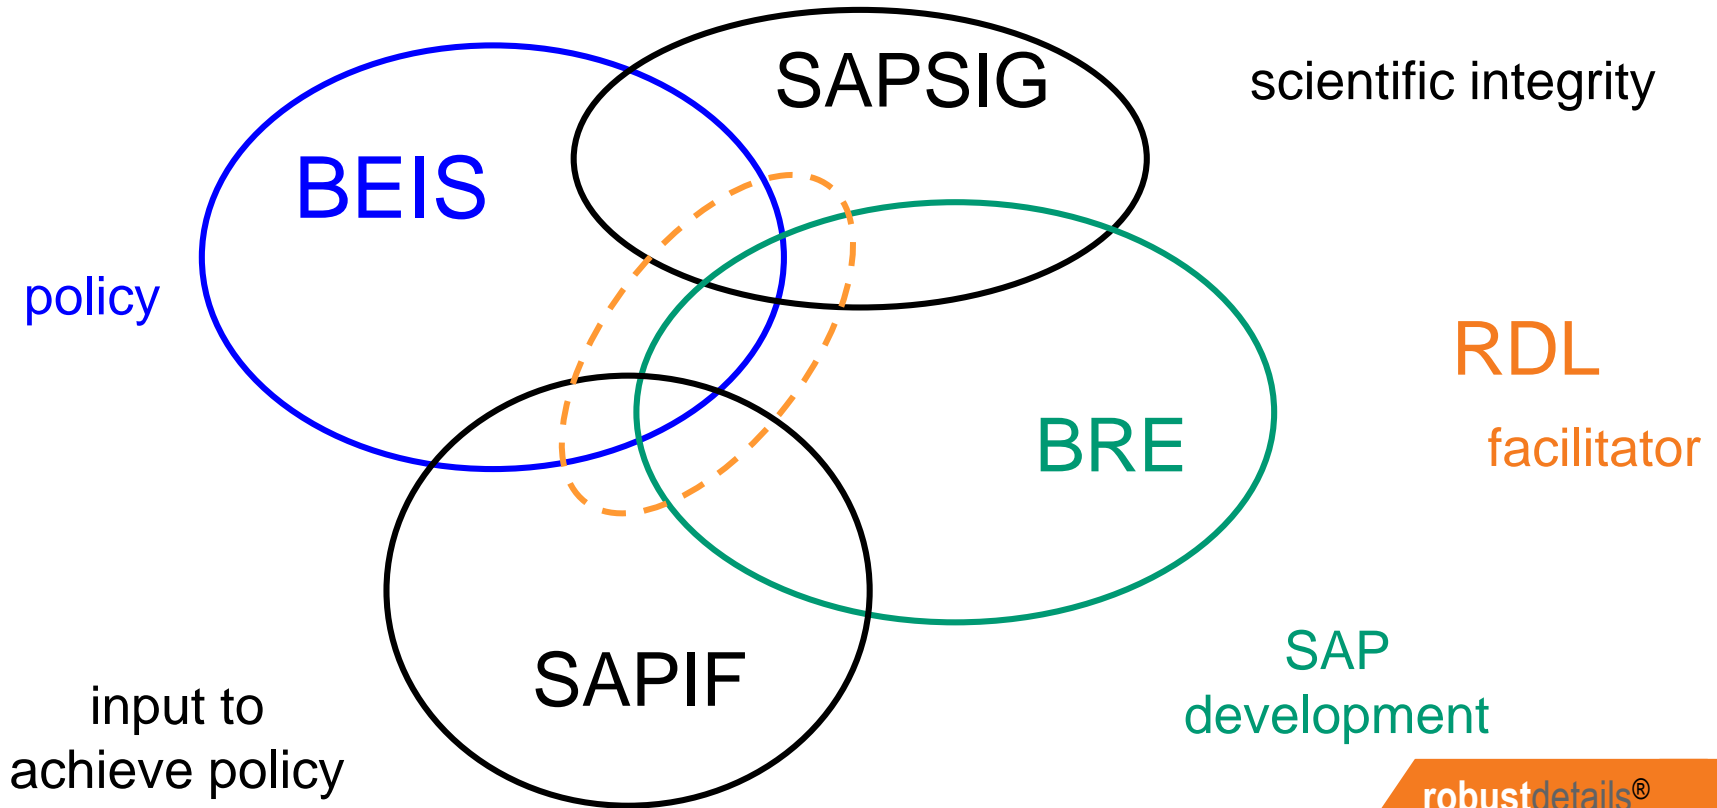 SAPSIG
scientific integrity
BEIS
policy
RDL
facilitator
BRE
SAPIF
SAP
development
input to
achieve policy
robustdetails®